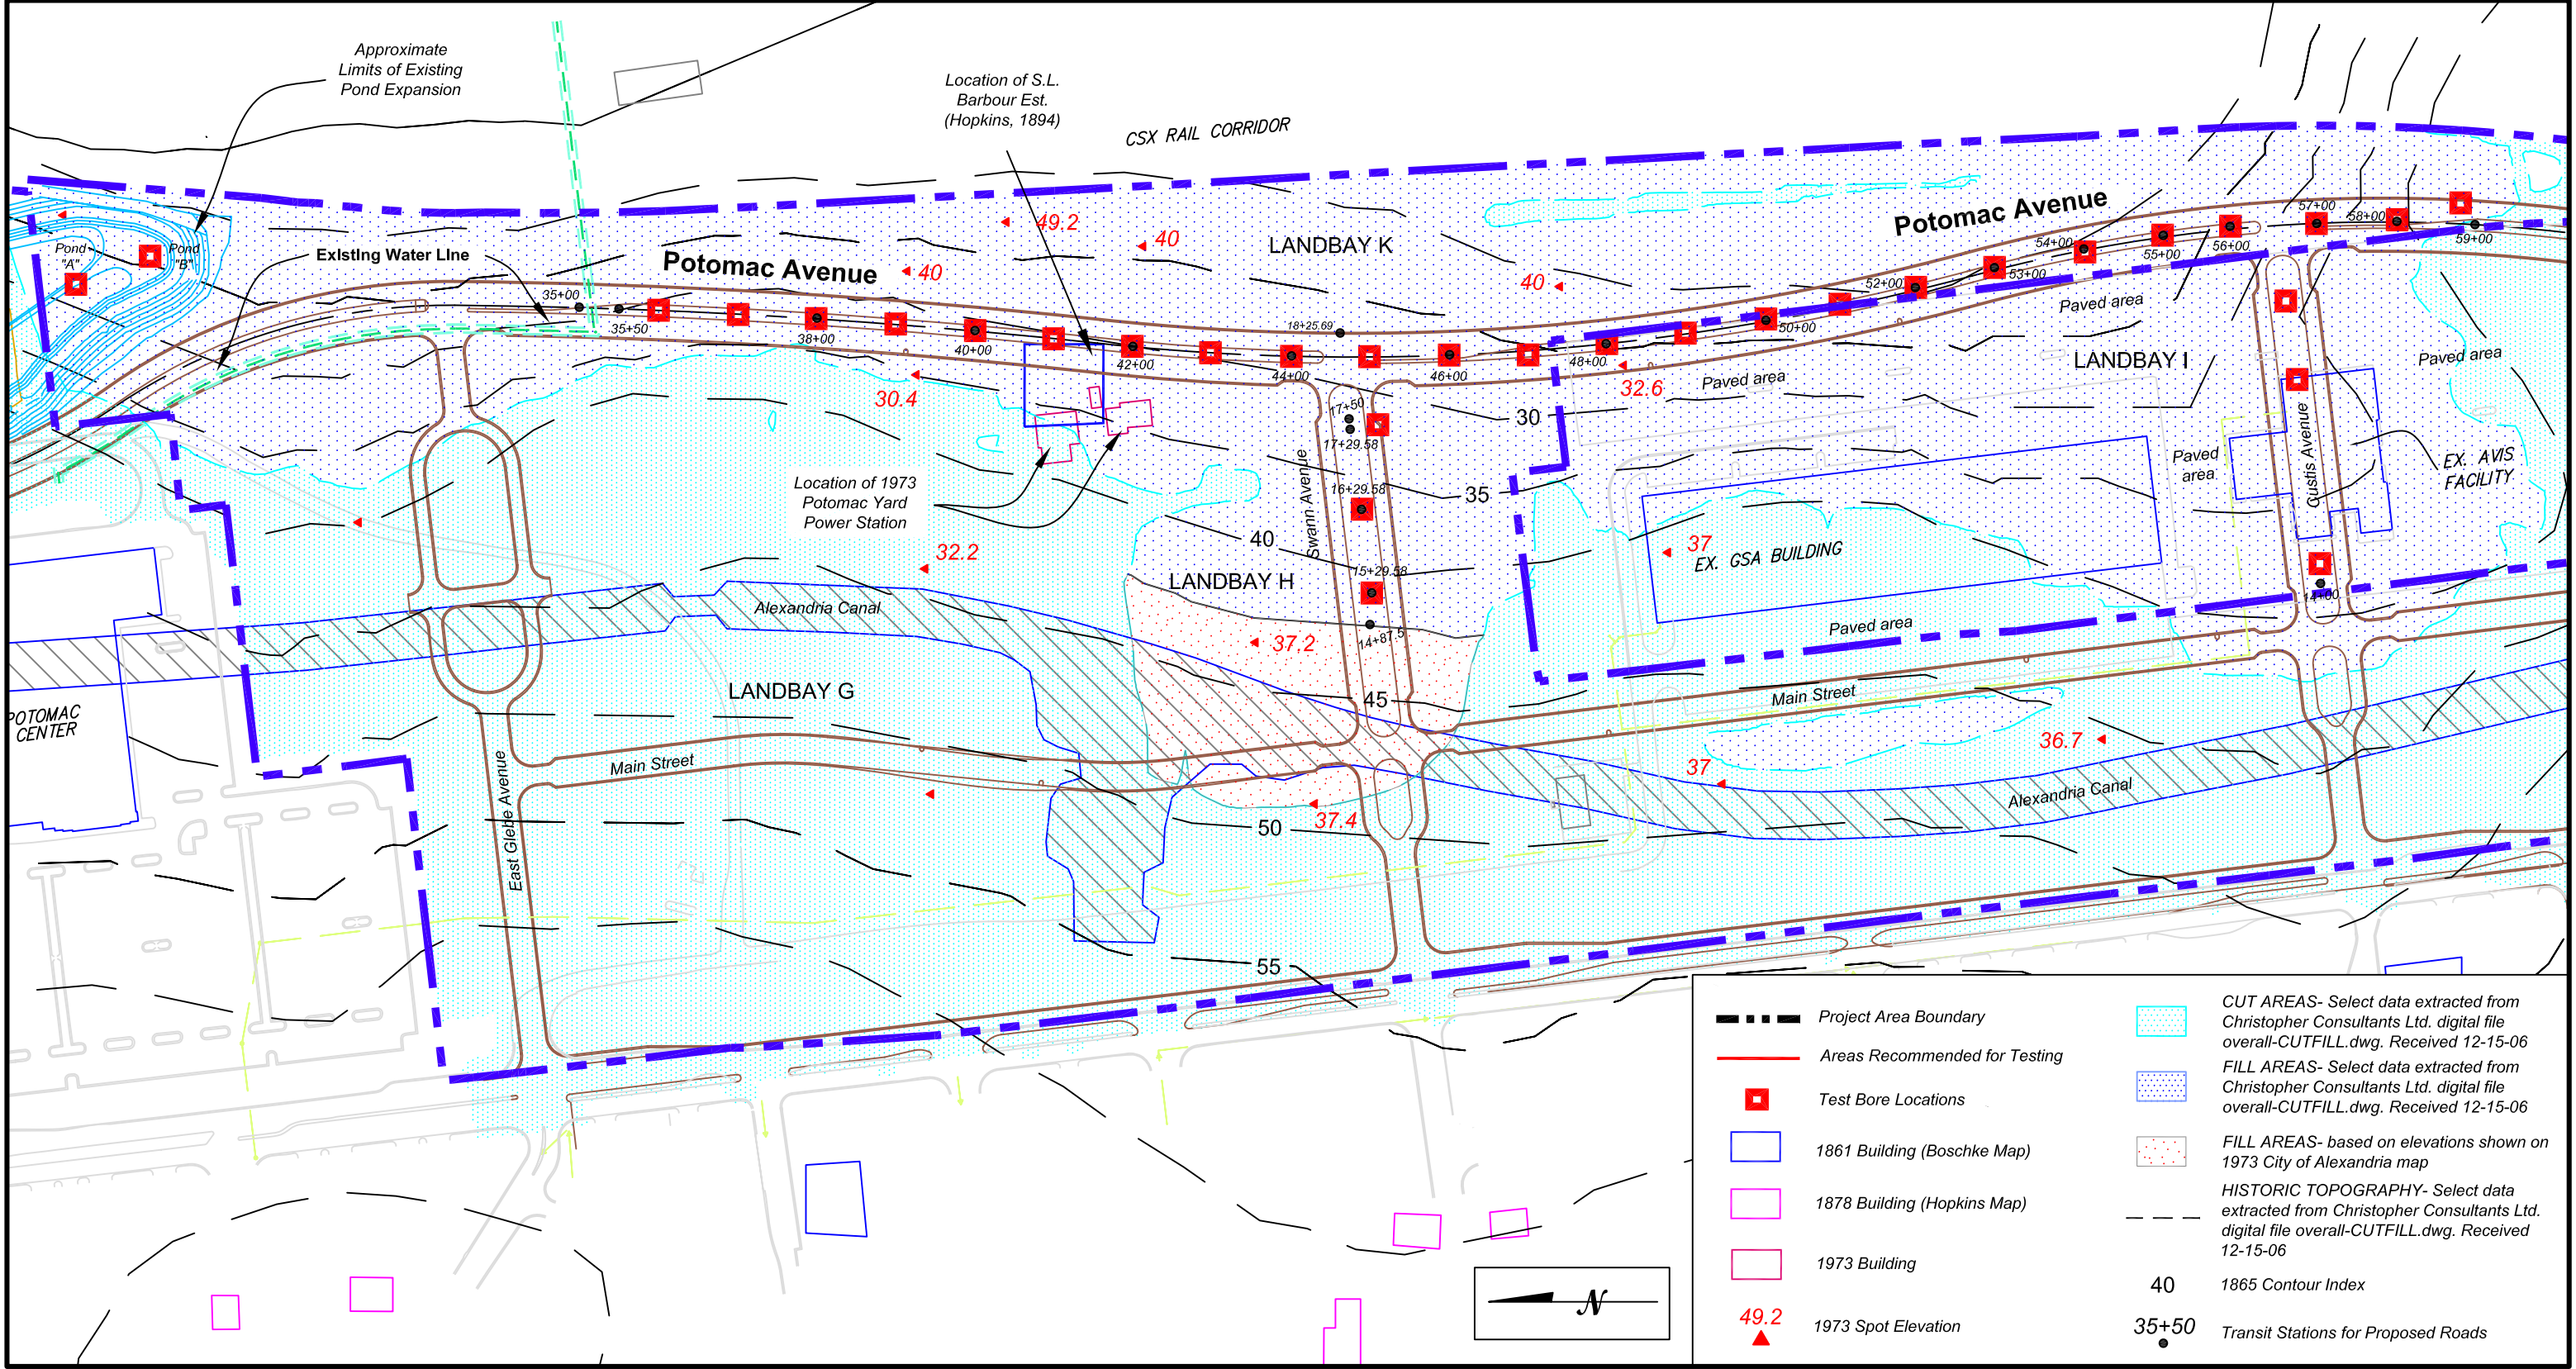 Approximate
Limits of Existing
Pond Expansion
Location of S.L.
Barbour Est.
(Hopkins, 1894)
CSX RAIL CORRIDOR
49.2
40
40
40
LANDBAY K
Potomac Avenue
Potomac Avenue
Pond
"A"
Pond
"B"
Existing Water Line
35+00
35+50
38+00
40+00
42+00
44+00
18+25.69
46+00
48+00
50+00
52+00
53+00
54+00
55+00
56+00
57+00
58+00
59+00
30.4
32.6
Paved area
Paved area
Paved area
LANDBAY I
30
17+50
17+29.58
16+29.58
15+29.58
14+87.5
Swann Avenue
35
40
Location of 1973
Potomac Yard
Power Station
32.2
37
EX. GSA BUILDING
Paved
area
Custis Avenue
EX. AVIS
FACILITY
14+00
LANDBAY H
Alexandria Canal
37.2
Paved area
45
LANDBAY G
POTOMAC
CENTER
Main Street
Main Street
36.7
37
Alexandria Canal
37.4
50
East Glebe Avenue
55
Project Area Boundary
Areas Recommended for Testing
Test Bore Locations
1861 Building (Boschke Map)
1878 Building (Hopkins Map)
1973 Building
49.2
1973 Spot Elevation
CUT AREAS- Select data extracted from
Christopher Consultants Ltd. digital file
overall-CUTFILL.dwg. Received 12-15-06
FILL AREAS- Select data extracted from
Christopher Consultants Ltd. digital file
overall-CUTFILL.dwg. Received 12-15-06
FILL AREAS- based on elevations shown on
1973 City of Alexandria map
HISTORIC TOPOGRAPHY- Select data
extracted from Christopher Consultants Ltd.
digital file overall-CUTFILL.dwg. Received
12-15-06
40
1865 Contour Index
35+50
Transit Stations for Proposed Roads
N